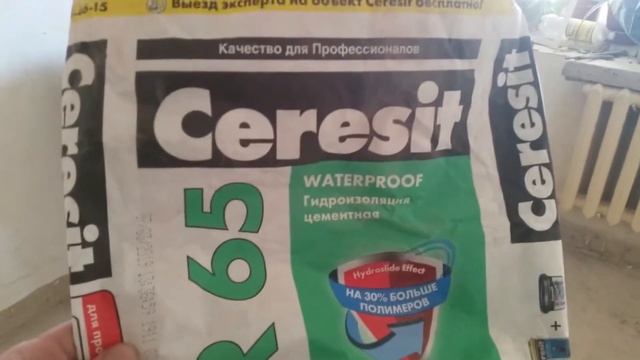 Выезд эксперта на объект Ceresit бесплатно!
Качество для Профессионалов
Ceresit
Ceresit
Ceresit
WATERPROOF
Гидроизоляция
цементная
R 65
Hydroslide Effect
НА 30% БОЛЬШЕ
ПОЛИМЕРОВ
+